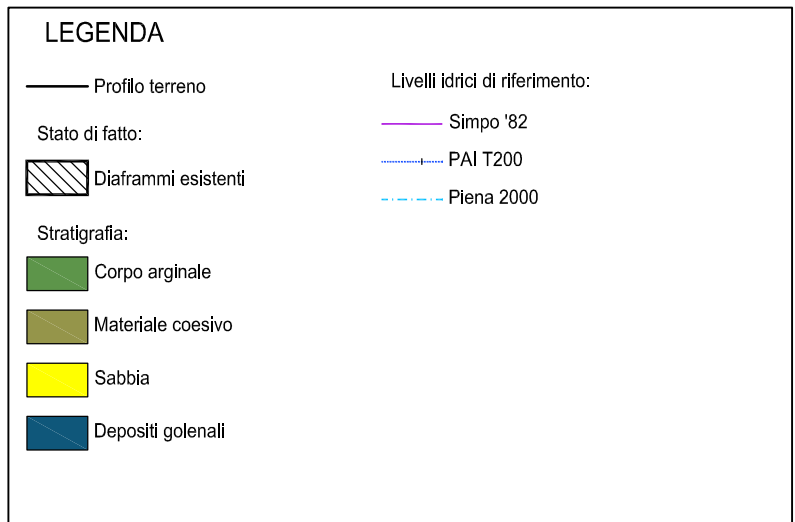 LEGENDA
Profilo terreno
Stato di fatto:
Diaframmi esistenti
Stratigrafia:
Corpo arginale
Materiale coesivo
Sabbia
Depositi golenali
Livelli idrici di riferimento:
Simpo '82
PAI T200
Piena 2000